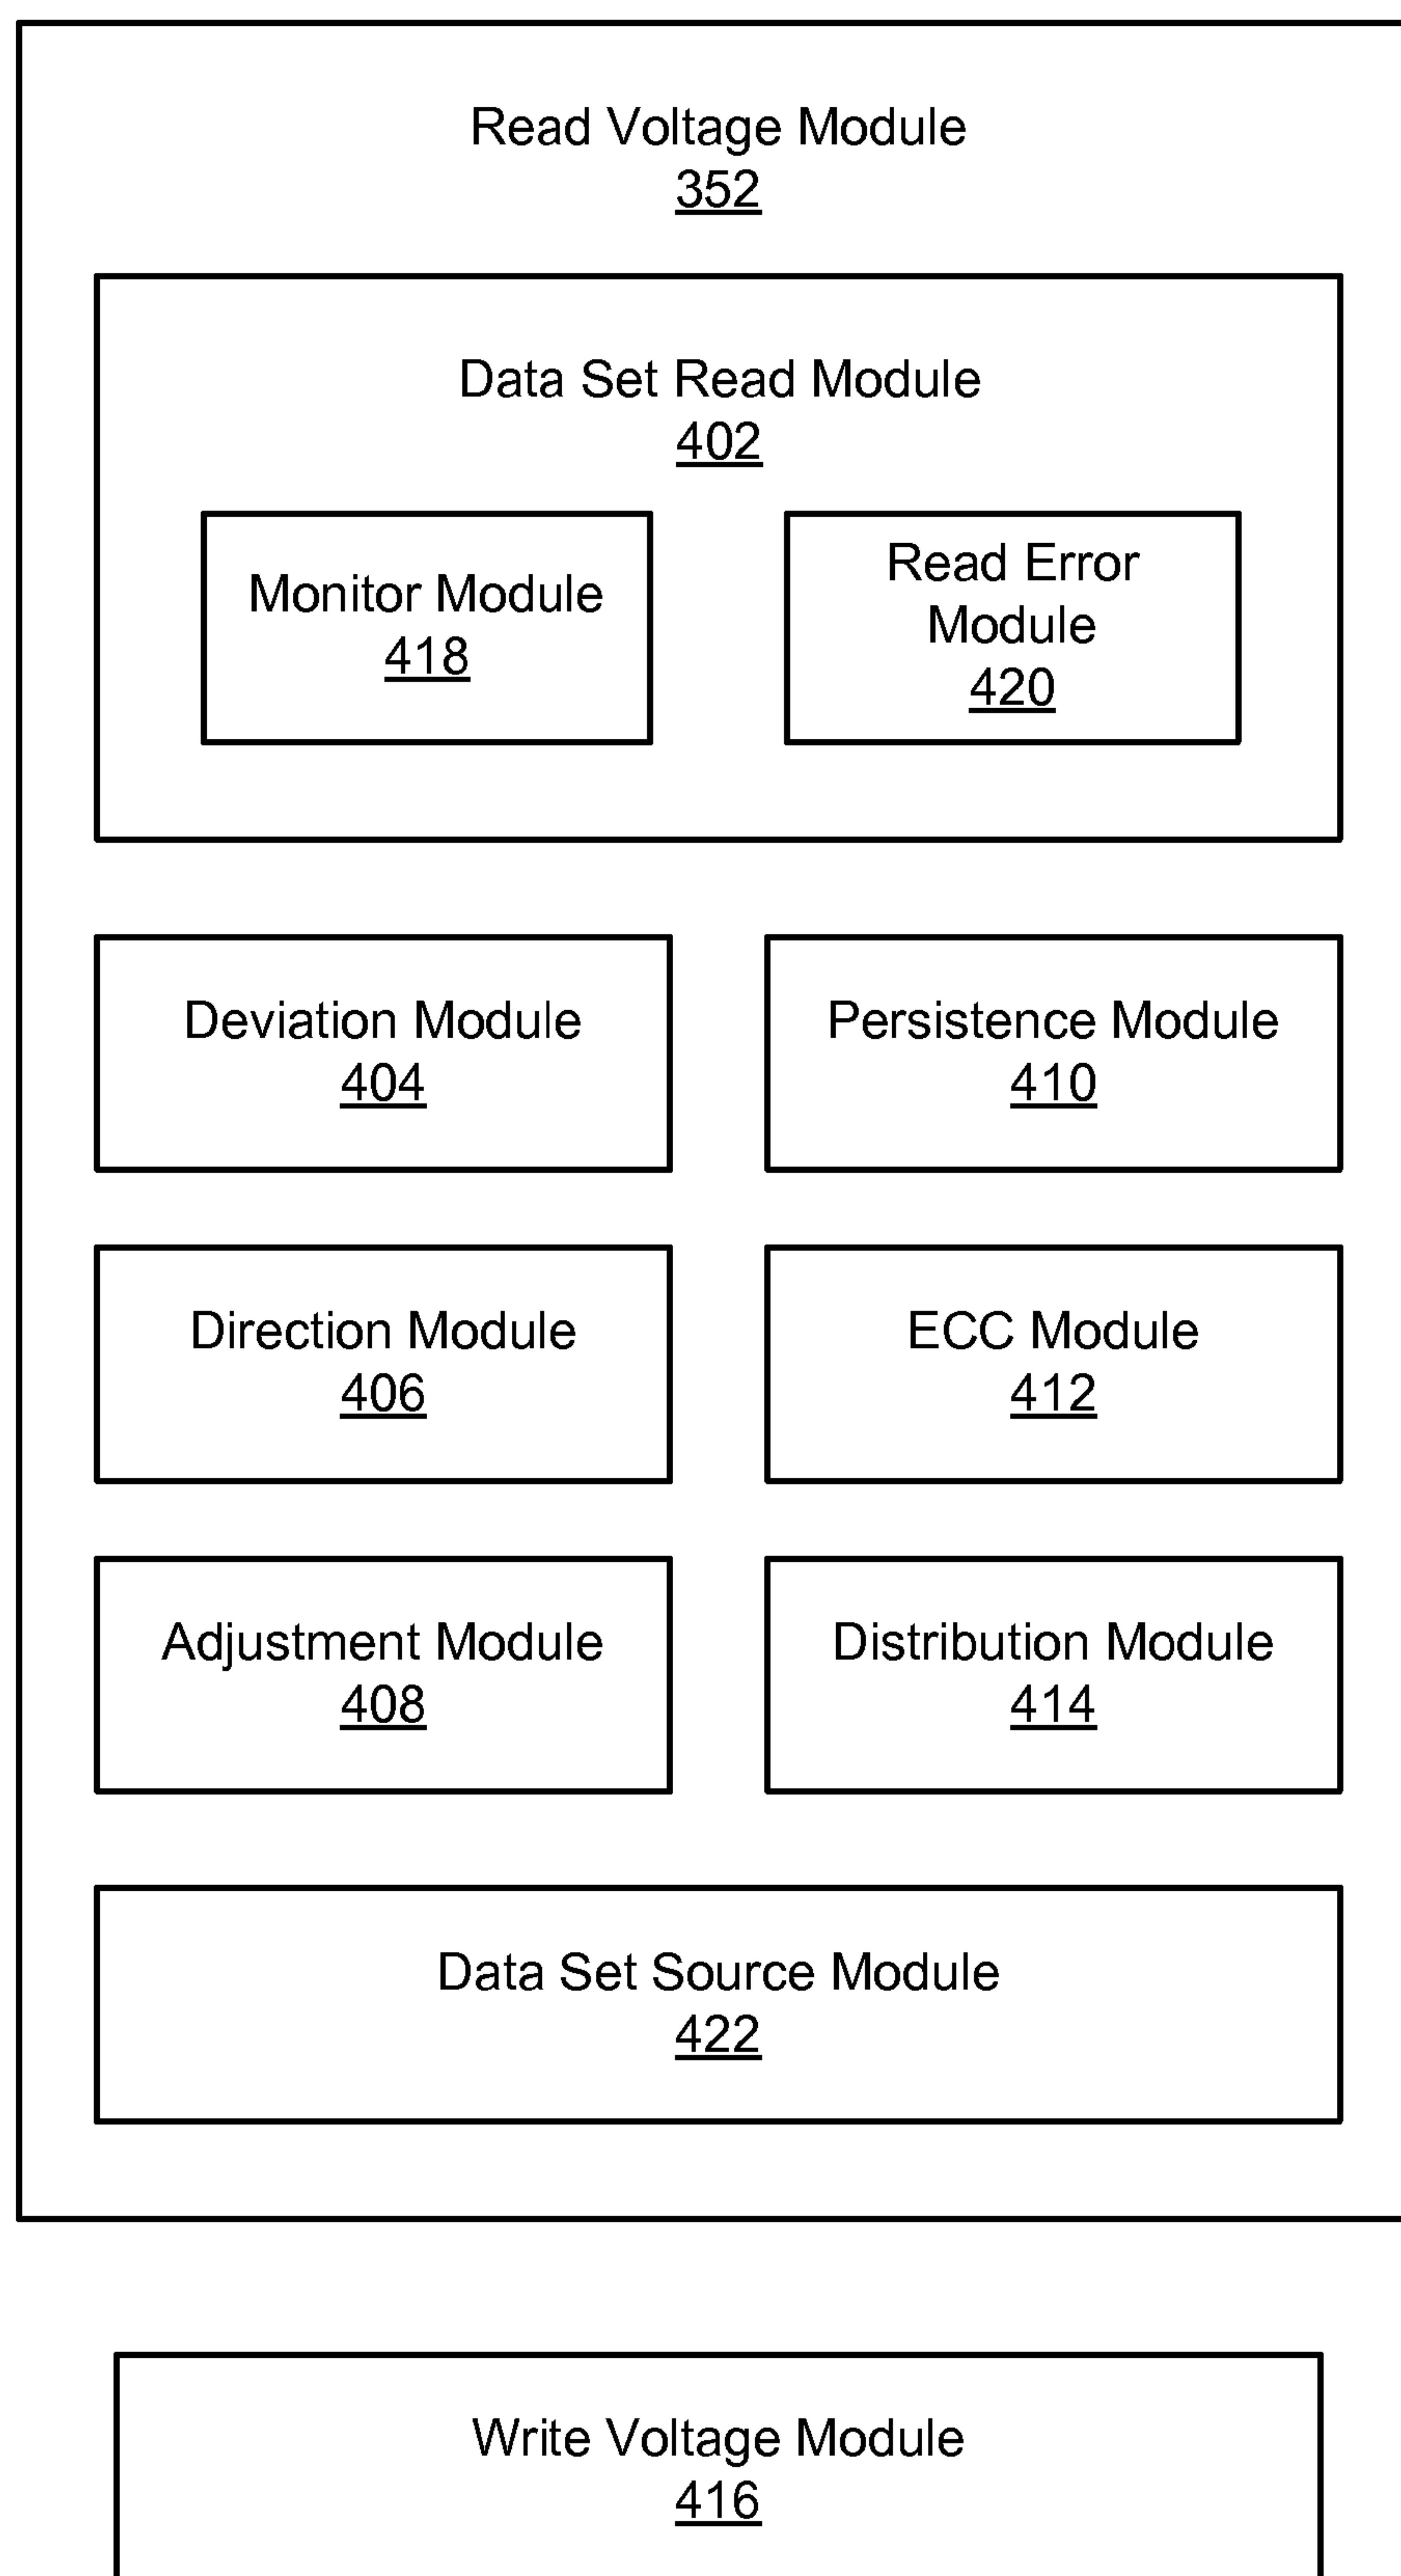 Read Voltage Module
352
Data Set Read Module
402
Monitor Module
418
Read Error
Module
420
Deviation Module
404
Persistence Module
410
Direction Module
406
ECC Module
412
Adjustment Module
408
Distribution Module
414
Data Set Source Module
422
Write Voltage Module
416